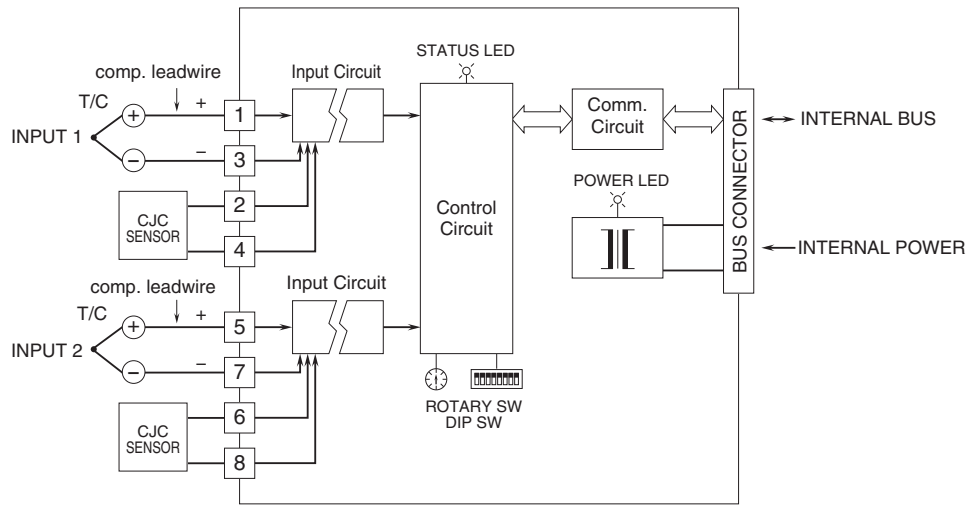 STATUS LED
comp. leadwire
Input Circuit
T/C
+
+
1
INPUT 1
−
−
3
2
CJC
SENSOR
4
Control
Circuit
Comm.
Circuit
BUS CONNECTOR
INTERNAL BUS
POWER LED
INTERNAL POWER
comp. leadwire
Input Circuit
T/C
+
+
5
INPUT 2
−
−
7
6
CJC
SENSOR
8
ROTARY SW
DIP SW